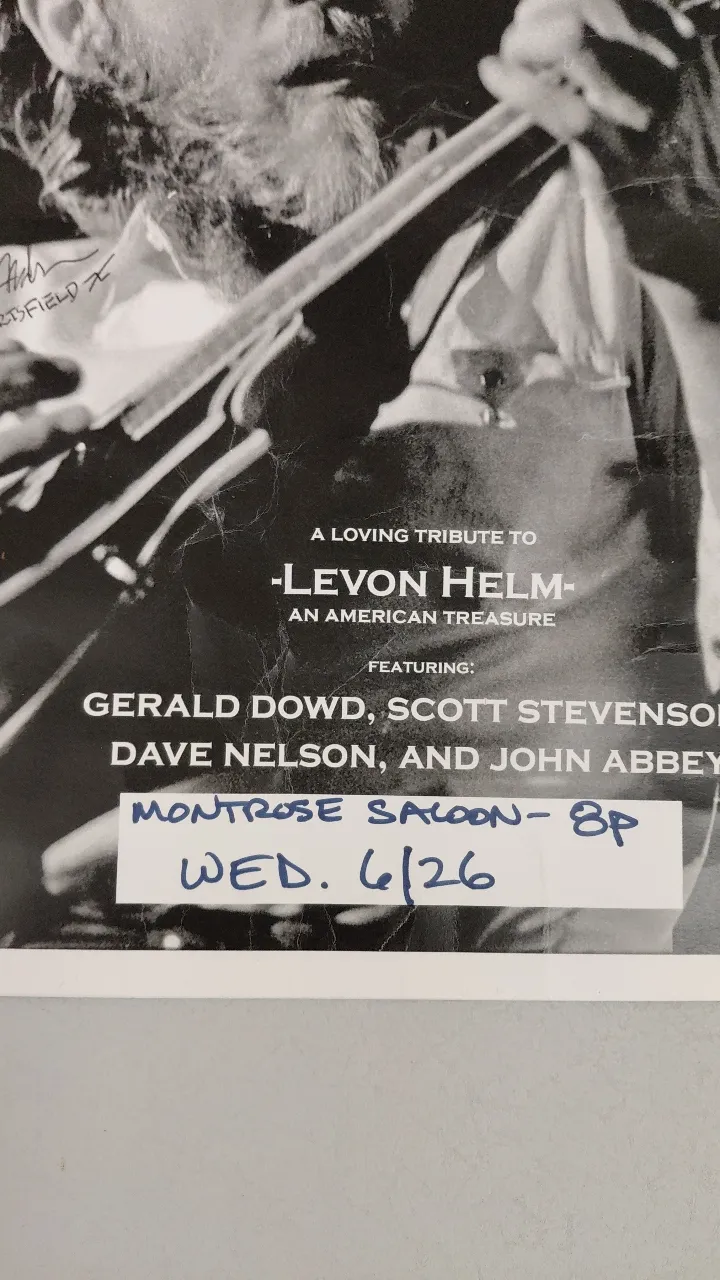 A LOVING TRIBUTE TO
-LEVON HELM-
AN AMERICAN TREASURE
FEATURING:
GERALD DOWD, SCOTT STEVENSO
DAVE NELSON, AND JOHN ABBEY
MONTROSE SALOON- 8P
WED. 6/26